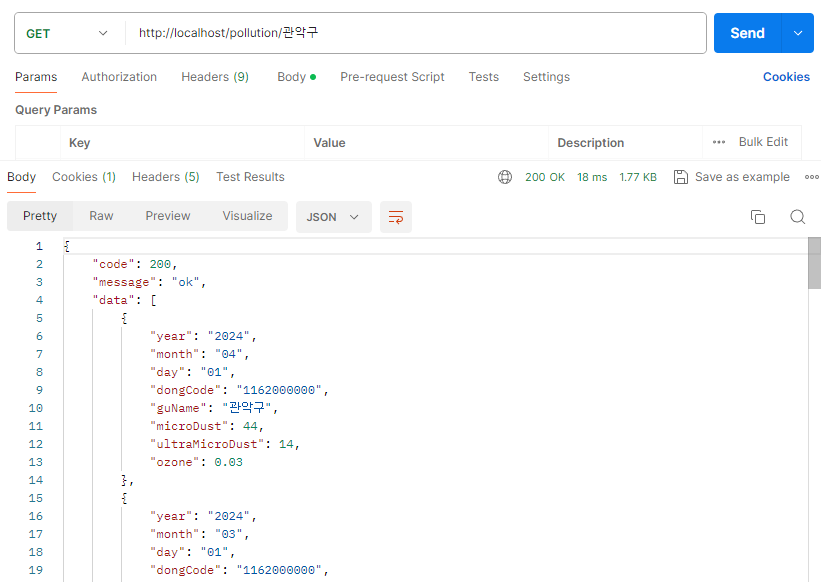 GET http://localhost/pollution/관악구 Send
Params Authorization Headers (9) Body Pre-request Script Tests Settings Cookies
Query Params
Key Value Description ••• Bulk Edit
Body Cookies (1) Headers (5) Test Results 200 OK 18 ms 1.77 KB Save as example
Pretty Raw Preview Visualize JSON
1 {
2 "code": 200,
3 "message": "ok",
4 "data": [
5 {
6 "year": "2024",
7 "month": "04",
8 "day": "01",
9 "dongCode": "1162000000",
10 "guName": "관악구",
11 "microDust": 44,
12 "ultraMicroDust": 14,
13 "ozone": 0.03
14 },
15 {
16 "year": "2024",
17 "month": "03",
18 "day": "01",
19 "dongCode": "1162000000",